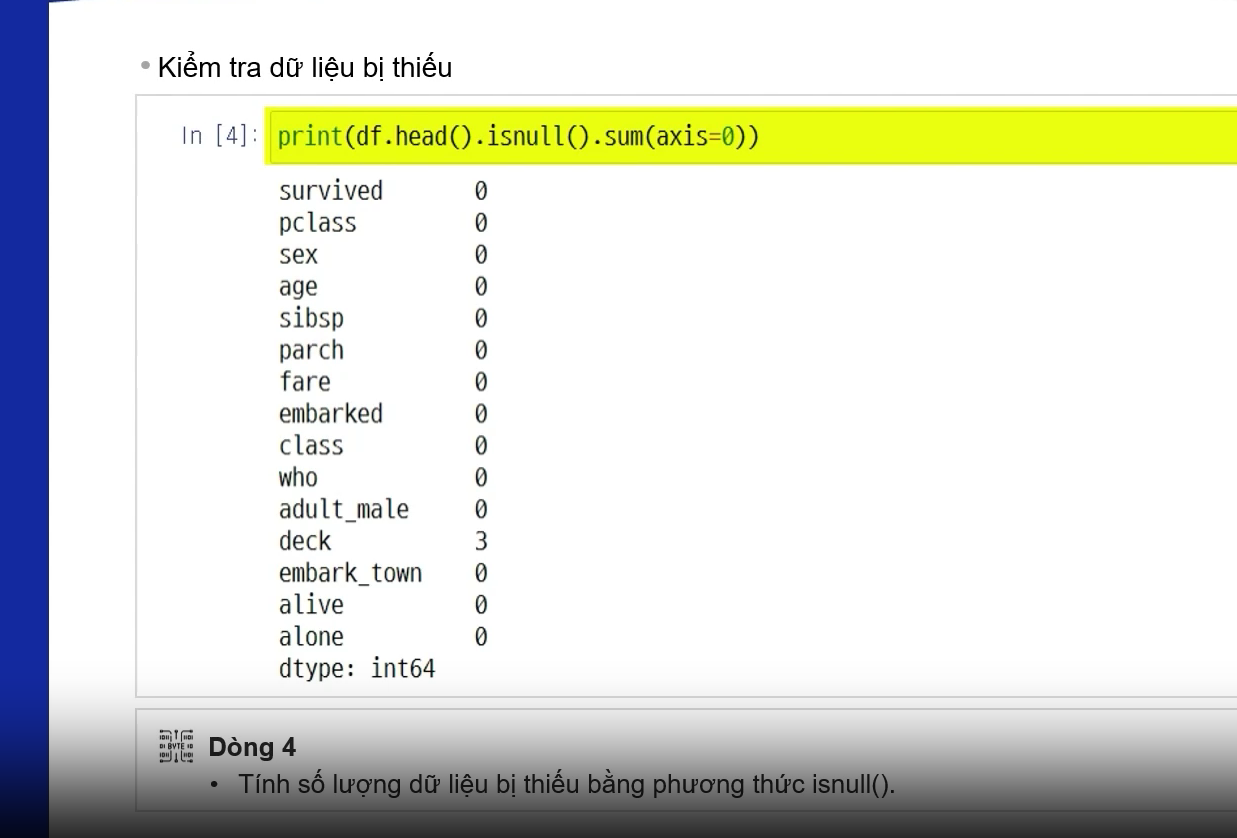 • Kiểm tra dữ liệu bị thiếu
In [4]: print(df.head().isnull().sum(axis=0))
survived 0
pclass 0
sex 0
age 0
sibsp 0
parch 0
fare 0
embarked 0
class 0
who 0
adult_male 0
deck 3
embark_town 0
alive 0
alone 0
dtype: int64
BYTE
Dòng 4
• Tính số lượng dữ liệu bị thiếu bằng phương thức isnull().